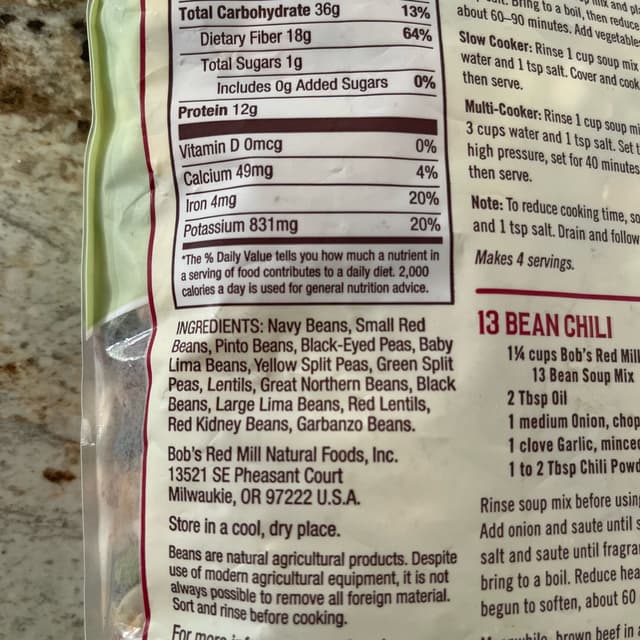 Total Carbohydrate 36g 13%
Dietary Fiber 18g 64%
Total Sugars 1g
Includes 0g Added Sugars 0%
Protein 12g
Vitamin D 0mcg 0%
Calcium 49mg 4%
Iron 4mg 20%
Potassium 831mg 20%
*The % Daily Value tells you how much a nutrient in
a serving of food contributes to a daily diet. 2,000
calories a day is used for general nutrition advice.
INGREDIENTS: Navy Beans, Small Red
Beans, Pinto Beans, Black-Eyed Peas, Baby
Lima Beans, Yellow Split Peas, Green Split
Peas, Lentils, Great Northern Beans, Black
Beans, Large Lima Beans, Red Lentils,
Red Kidney Beans, Garbanzo Beans.
Bob's Red Mill Natural Foods, Inc.
13521 SE Pheasant Court
Milwaukie, OR 97222 U.S.A.
Store in a cool, dry place.
Beans are natural agricultural products. Despite
use of modern agricultural equipment, it is not
always possible to remove all foreign material.
Sort and rinse before cooking.
For more
to a boil, then reduce
about 60–90 minutes. Add vegetables
Slow Cooker: Rinse 1 cup soup mix
water and 1 tsp salt. Cover and cook
then serve.
Multi-Cooker: Rinse 1 cup soup
3 cups water and 1 tsp salt. Set
high pressure, set for 40 minutes
then serve.
Note: To reduce cooking time,
and 1 tsp salt. Drain and follow
Makes 4 servings.
13 BEAN CHILI
1¼ cups Bob's Red Mill
13 Bean Soup Mix
2 Tbsp Oil
1 medium Onion,
1 clove Garlic,
1 to 2 Tbsp Chili
Rinse soup mix before
Add onion and saute until
salt and saute until
bring to a boil. Reduce
begun to soften, about 60
brown beef in